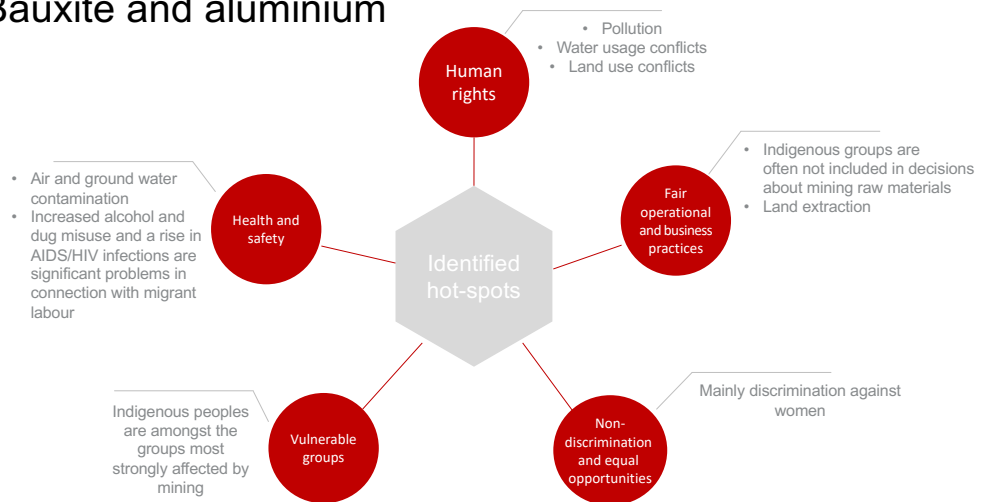 Bauxite and aluminium
• Pollution
• Water usage conflicts
• Land use conflicts
Human
rights
• Indigenous groups are
often not included in decisions
about mining raw materials
• Land extraction
Fair
operational
and business
practices
• Air and ground water
contamination
• Increased alcohol and
dug misuse and a rise in
AIDS/HIV infections are
significant problems in
connection with migrant
labour
Health and
safety
Identified
hot-spots
Mainly discrimination against
women
Non-
discrimination
and equal
opportunities
Indigenous peoples
are amongst the
groups most
strongly affected by
mining
Vulnerable
groups